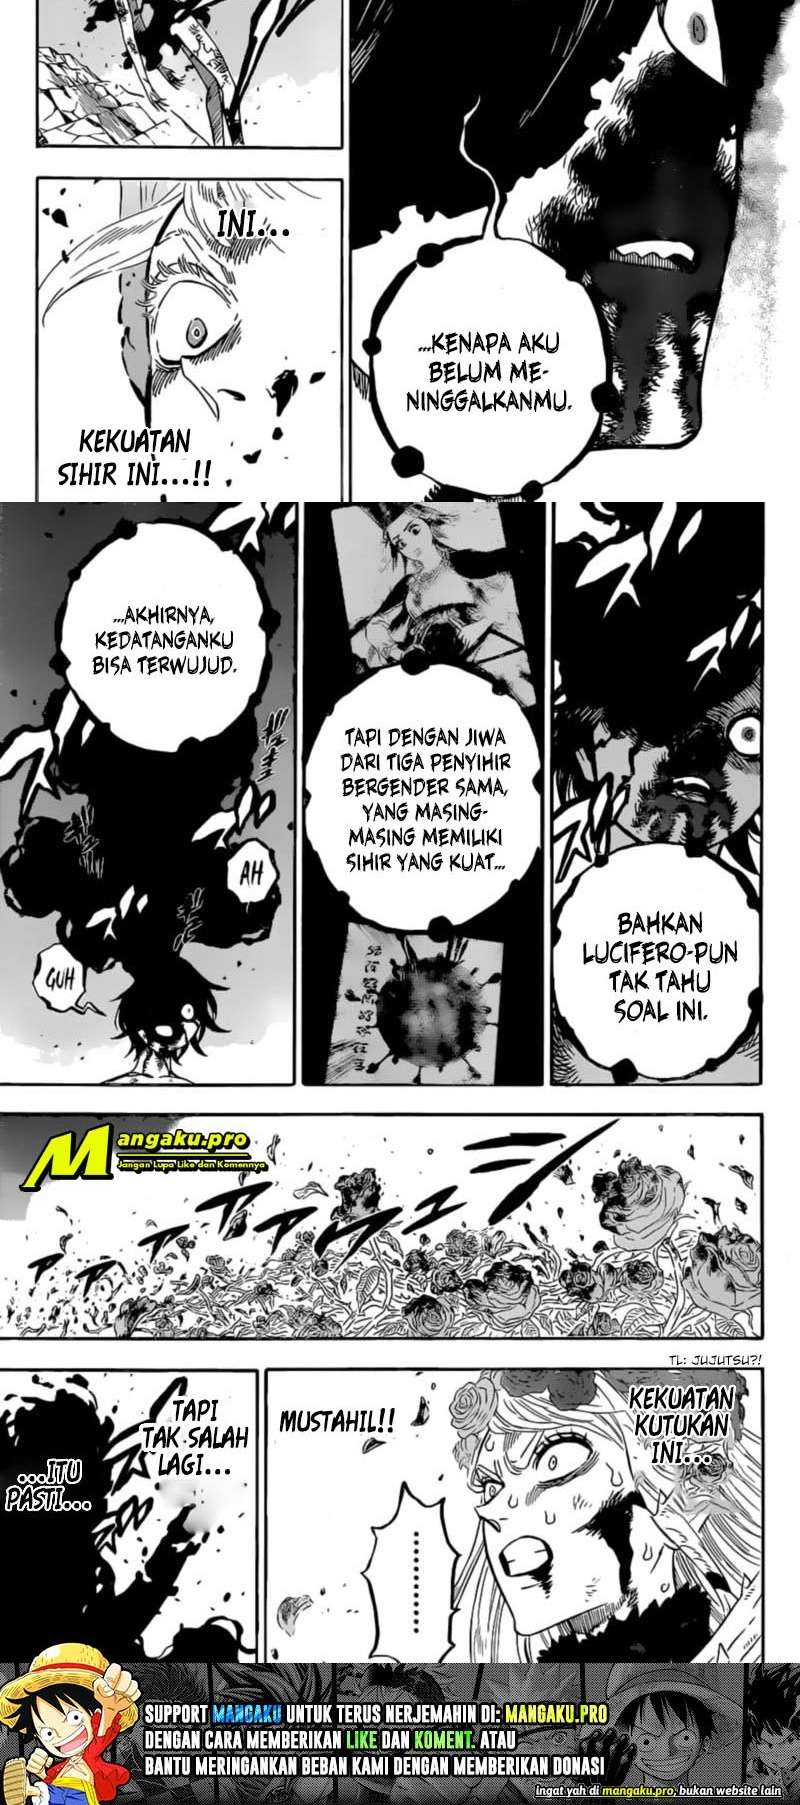 ...KENAPA AKU
BELUM ME-
NINGGALKANMU.
INI...
KEKUATAN
SIHIR INI...!!
BAHKAN
LUCIFERO-PUN
TAK TAHU
SOAL INI.
TAPI DENGAN JIWA
DARI TIGA PENYIHIR
BERGENDER SAMA,
YANG MASING-
MASING MEMILIKI
SIHIR YANG KUAT...
...AKHIRNYA,
KEDATANGANKU
BISA TERWUJUD.
AH
GUH
Mangaku.pro
Jangan Lupa Like dan Komennya
TL: JUJUTSU?!
KEKUATAN
KUTUKAN
INI...
MUSTAHIL!!
.........
TAPI
TAK SALAH
LAGI...
...ITU
PASTI...
SUPPORT MANGAKU UNTUK TERUS NERJEMAHIN DI: MANGAKU.PRO
DENGAN CARA MEMBERIKAN LIKE DAN KOMENT. ATAU
BANTU MERINGANKAN BEBAN KAMI DENGAN MEMBERIKAN DONASI
ingat yah di mangaku.pro, bukan website lain